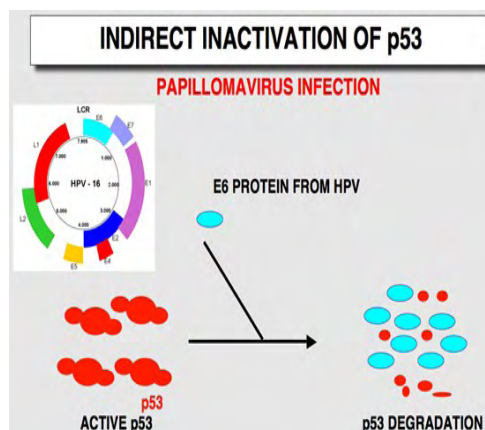 INDIRECT INACTIVATION OF p53
PAPILLOMAVIRUS INFECTION
LCR
E6
E7
7.905
L1
7.000
1.000
E1
HPV - 16
6.000
2.000
L2
5.000
3.000
4.000
E2
E5
E4
E6 PROTEIN FROM HPV
p53
ACTIVE p53
p53 DEGRADATION